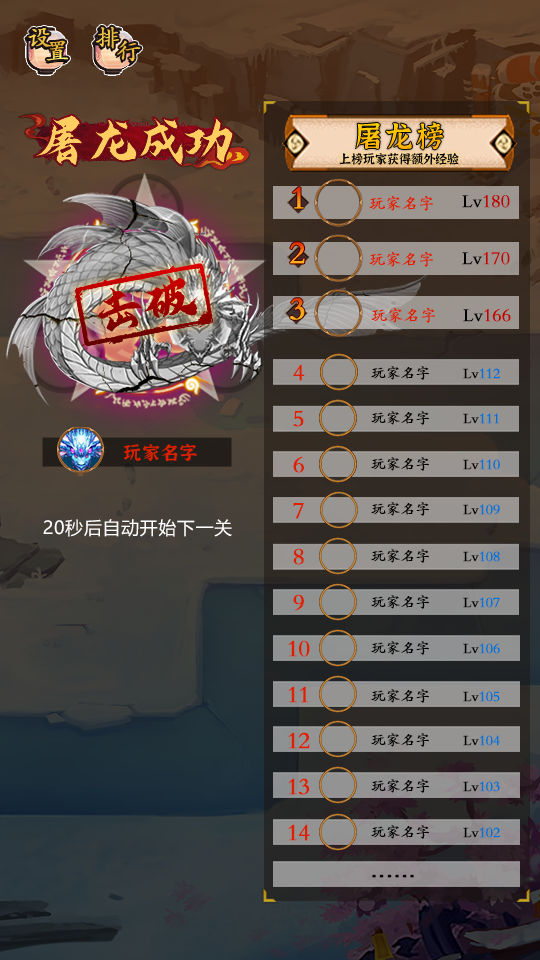 设置
排行
屠龙成功
击破
玩家名字
20秒后自动开始下一关
屠龙榜
上榜玩家获得额外经验
1 玩家名字 Lv180
2 玩家名字 Lv170
3 玩家名字 Lv166
4 玩家名字 Lv112
5 玩家名字 Lv111
6 玩家名字 Lv110
7 玩家名字 Lv109
8 玩家名字 Lv108
9 玩家名字 Lv107
10 玩家名字 Lv106
11 玩家名字 Lv105
12 玩家名字 Lv104
13 玩家名字 Lv103
14 玩家名字 Lv102
······